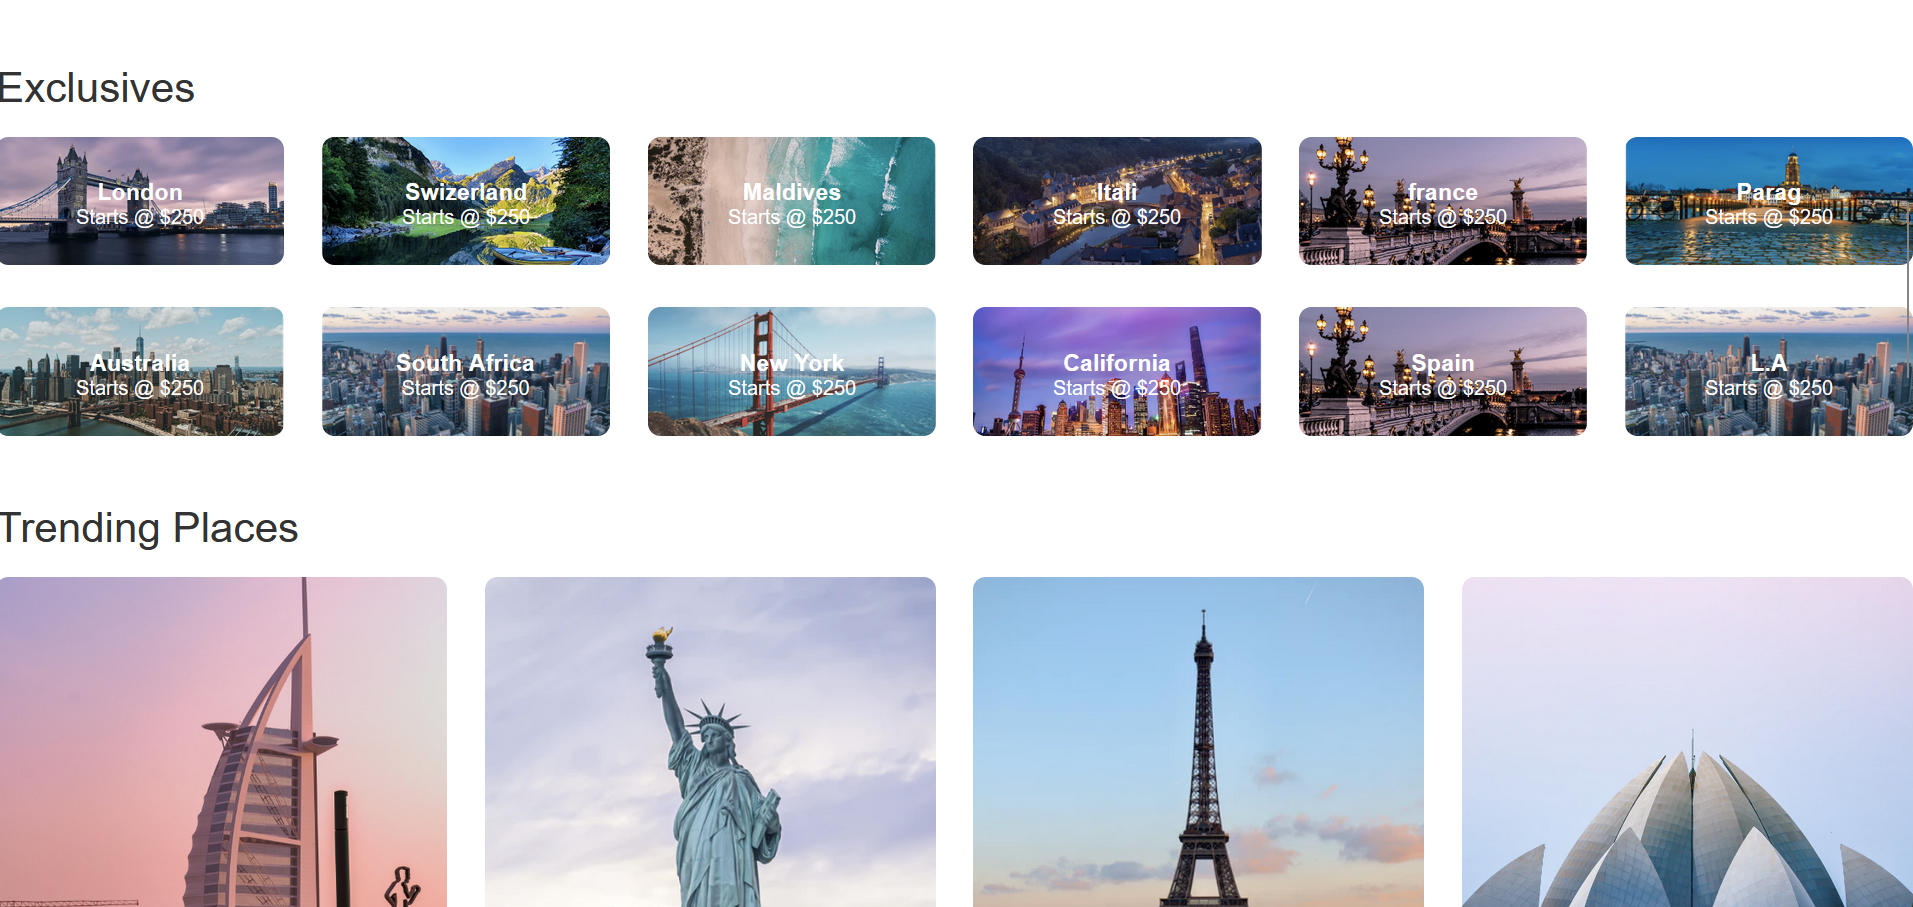 Exclusives
London
Starts @ $250
Swizerland
Starts @ $250
Maldives
Starts @ $250
Itali
Starts @ $250
france
Starts @ $250
Parag
Starts @ $250
Australia
Starts @ $250
South Africa
Starts @ $250
New York
Starts @ $250
California
Starts @ $250
Spain
Starts @ $250
L.A
Starts @ $250
Trending Places